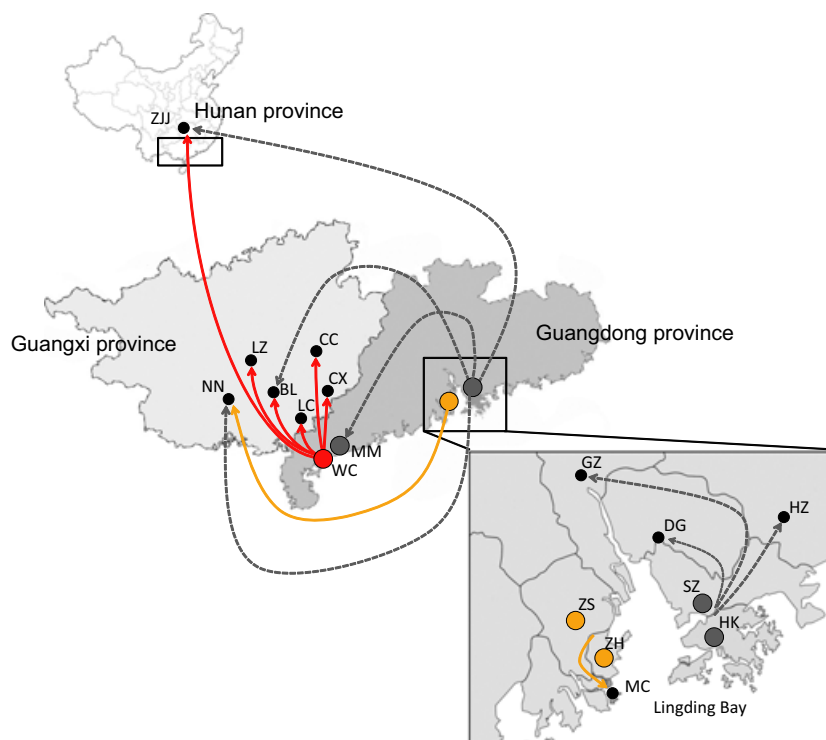 Hunan province
ZJJ
Guangdong province
Guangxi province
LZ
CC
NN
BL
CX
LC
MM
WC
GZ
HZ
DG
SZ
ZS
HK
ZH
MC
Lingding Bay